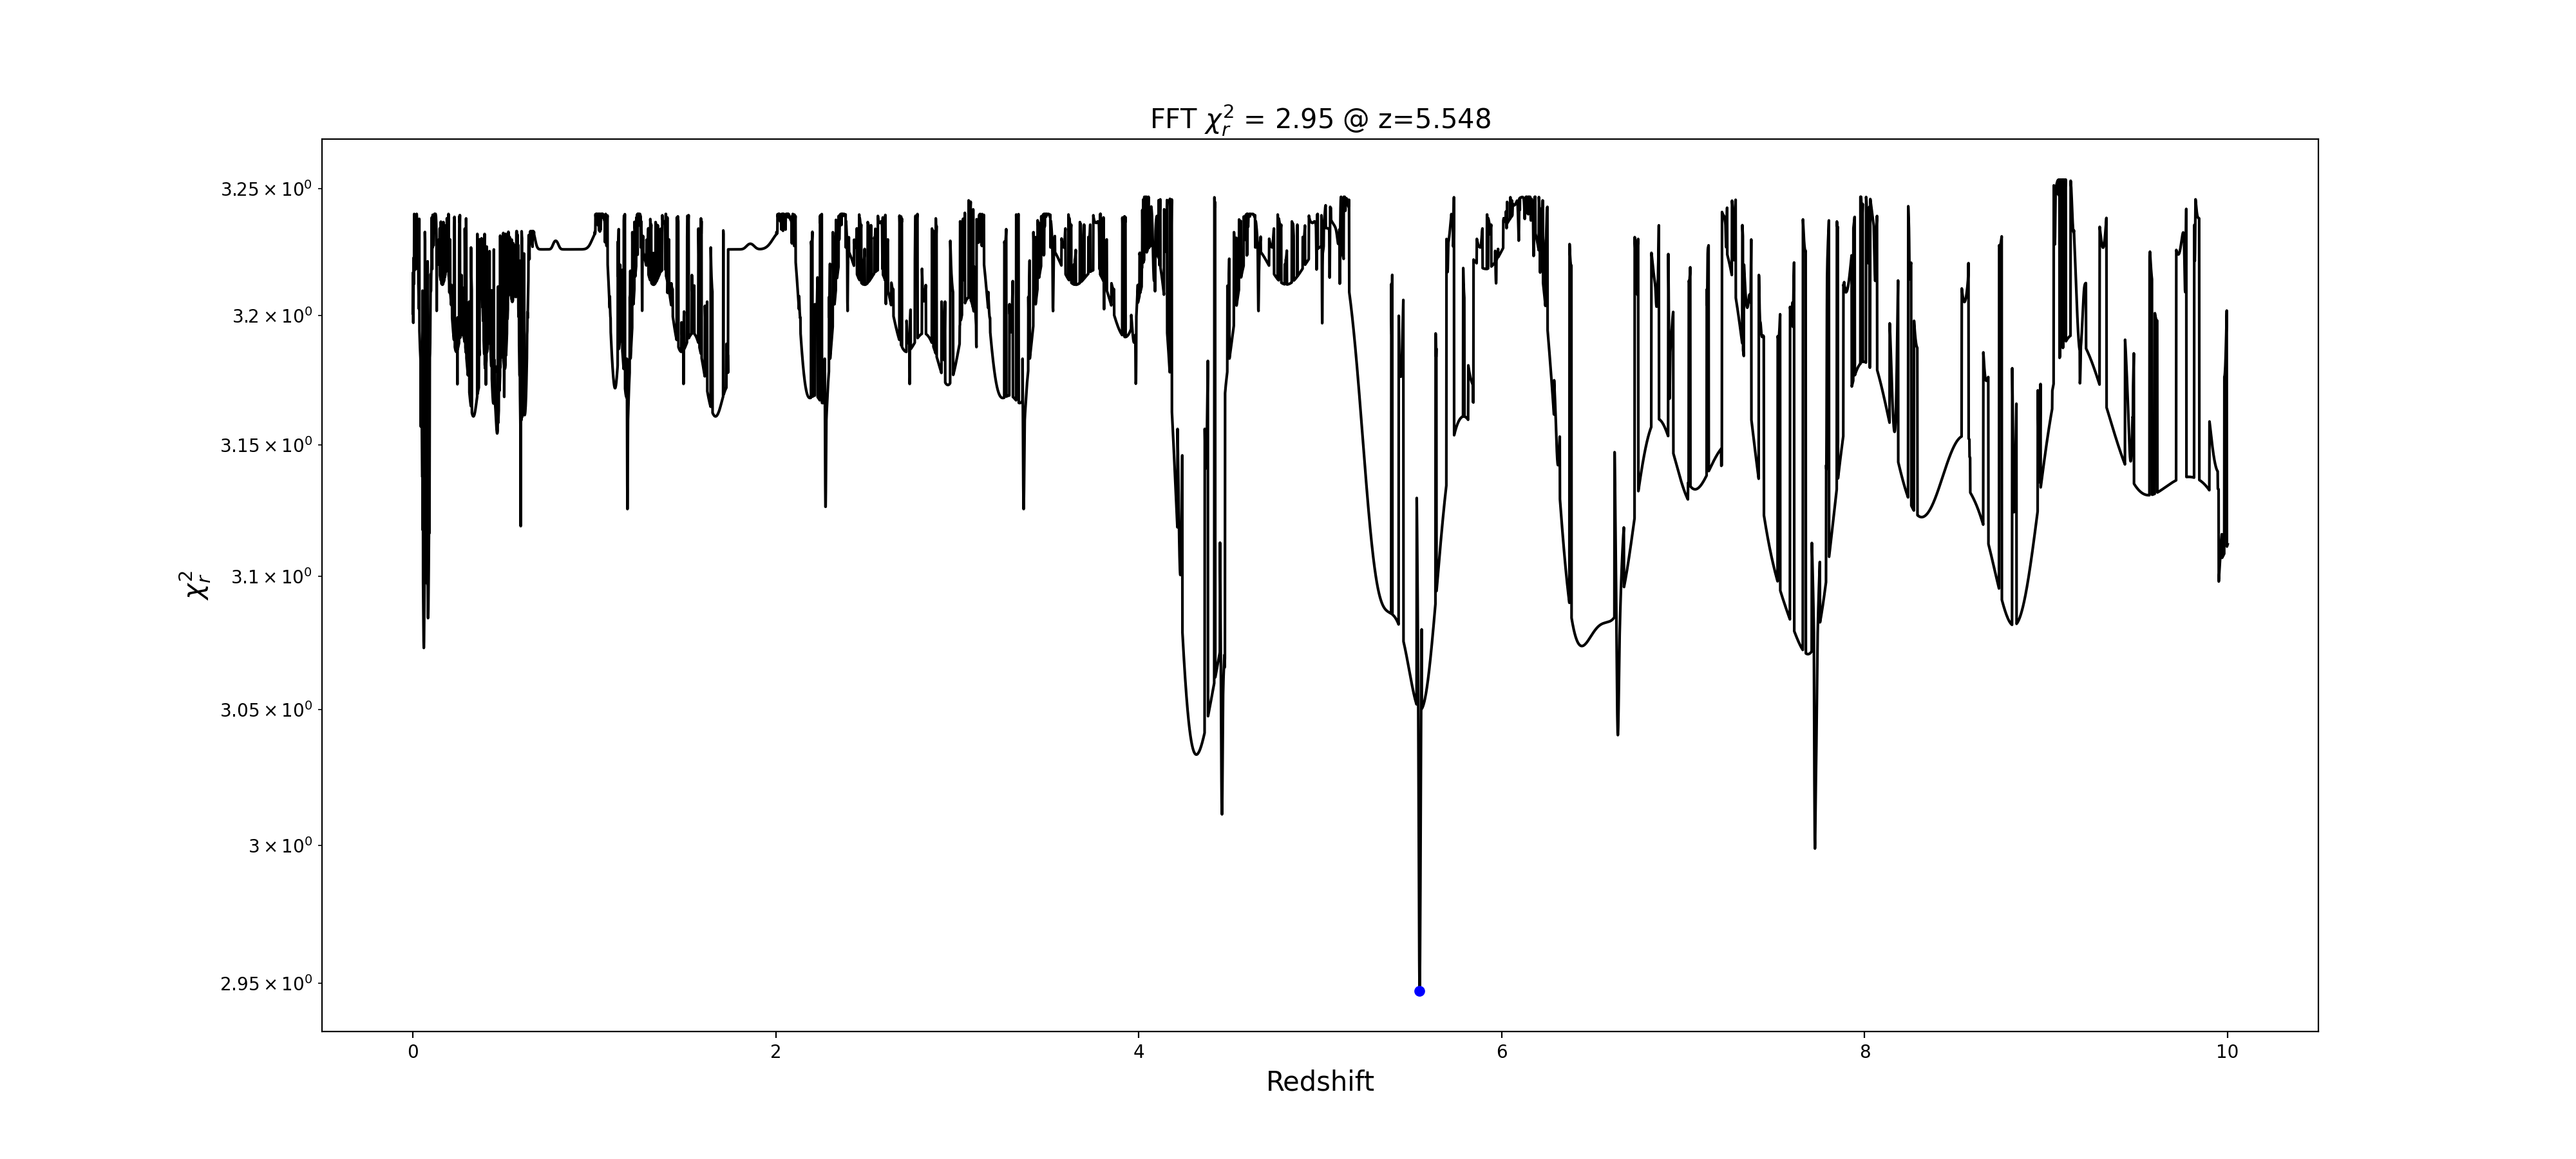 FFT χ²ᵣ = 2.95 @ z=5.548
3.25 × 10⁰
3.2 × 10⁰
3.15 × 10⁰
3.1 × 10⁰
3.05 × 10⁰
3 × 10⁰
2.95 × 10⁰
χ²ᵣ
0 2 4 6 8 10
Redshift